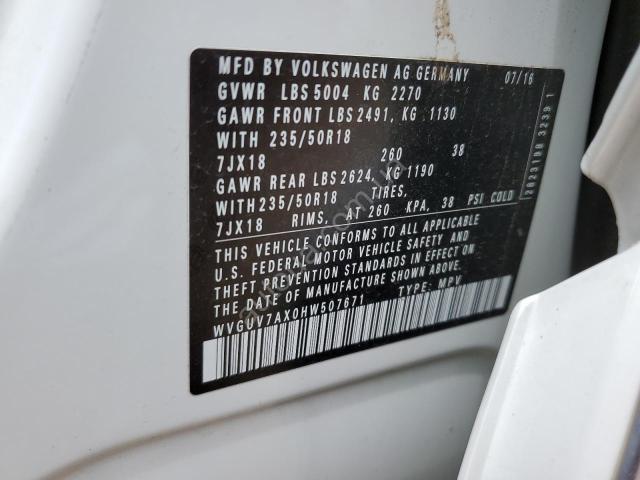 MFD BY VOLKSWAGEN AG GERMANY 07/16
GVWR LBS 5004 KG 2270
GAWR FRONT LBS 2491, KG 1130
WITH 235/50R18
7JX18 260 38
GAWR REAR LBS 2624, KG 1190
WITH 235/50R18 TIRES,
7JX18 RIMS, AT 260 KPA, 38 PSI COLD
THIS VEHICLE CONFORMS TO ALL APPLICABLE
U.S. FEDERAL MOTOR VEHICLE SAFETY AND
THEFT PREVENTION STANDARDS IN EFFECT ON
THE DATE OF MANUFACTURE SHOWN ABOVE.
WVGUV7AX0HW507671 TYPE: MPV
2823198 3239 1